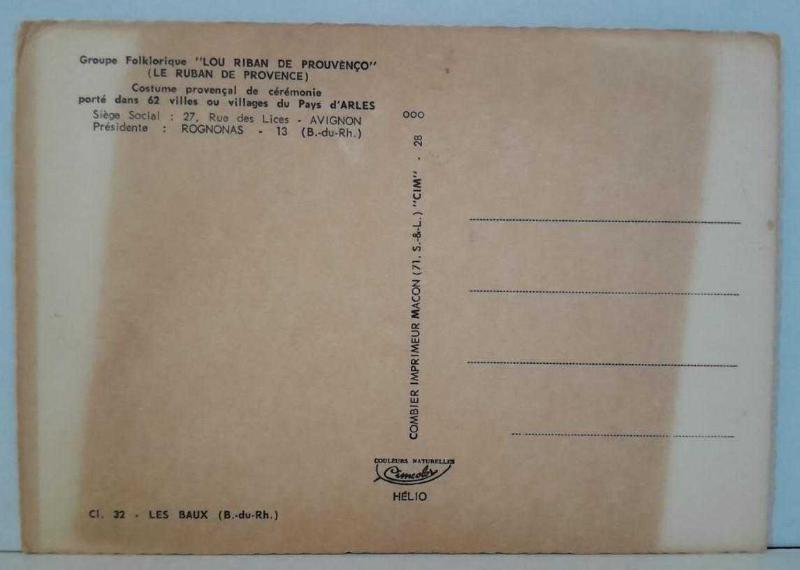 Groupe Folklorique "LOU RIBAN DE PROUVENÇO"
(LE RUBAN DE PROVENCE)
Costume provençal de cérémonie
porté dans 62 villes ou villages du Pays d'ARLES
Siège Social : 27, Rue des Lices - AVIGNON
Présidente : ROGNONAS - 13 (B.-du-Rh.)
000
COMBIER IMPRIMEUR MACON (71. S.-&-L.) "CIM" - 28
COULEURS NATURELLES
Cimcolor
HÉLIO
Cl. 32 - LES BAUX (B.-du-Rh.)